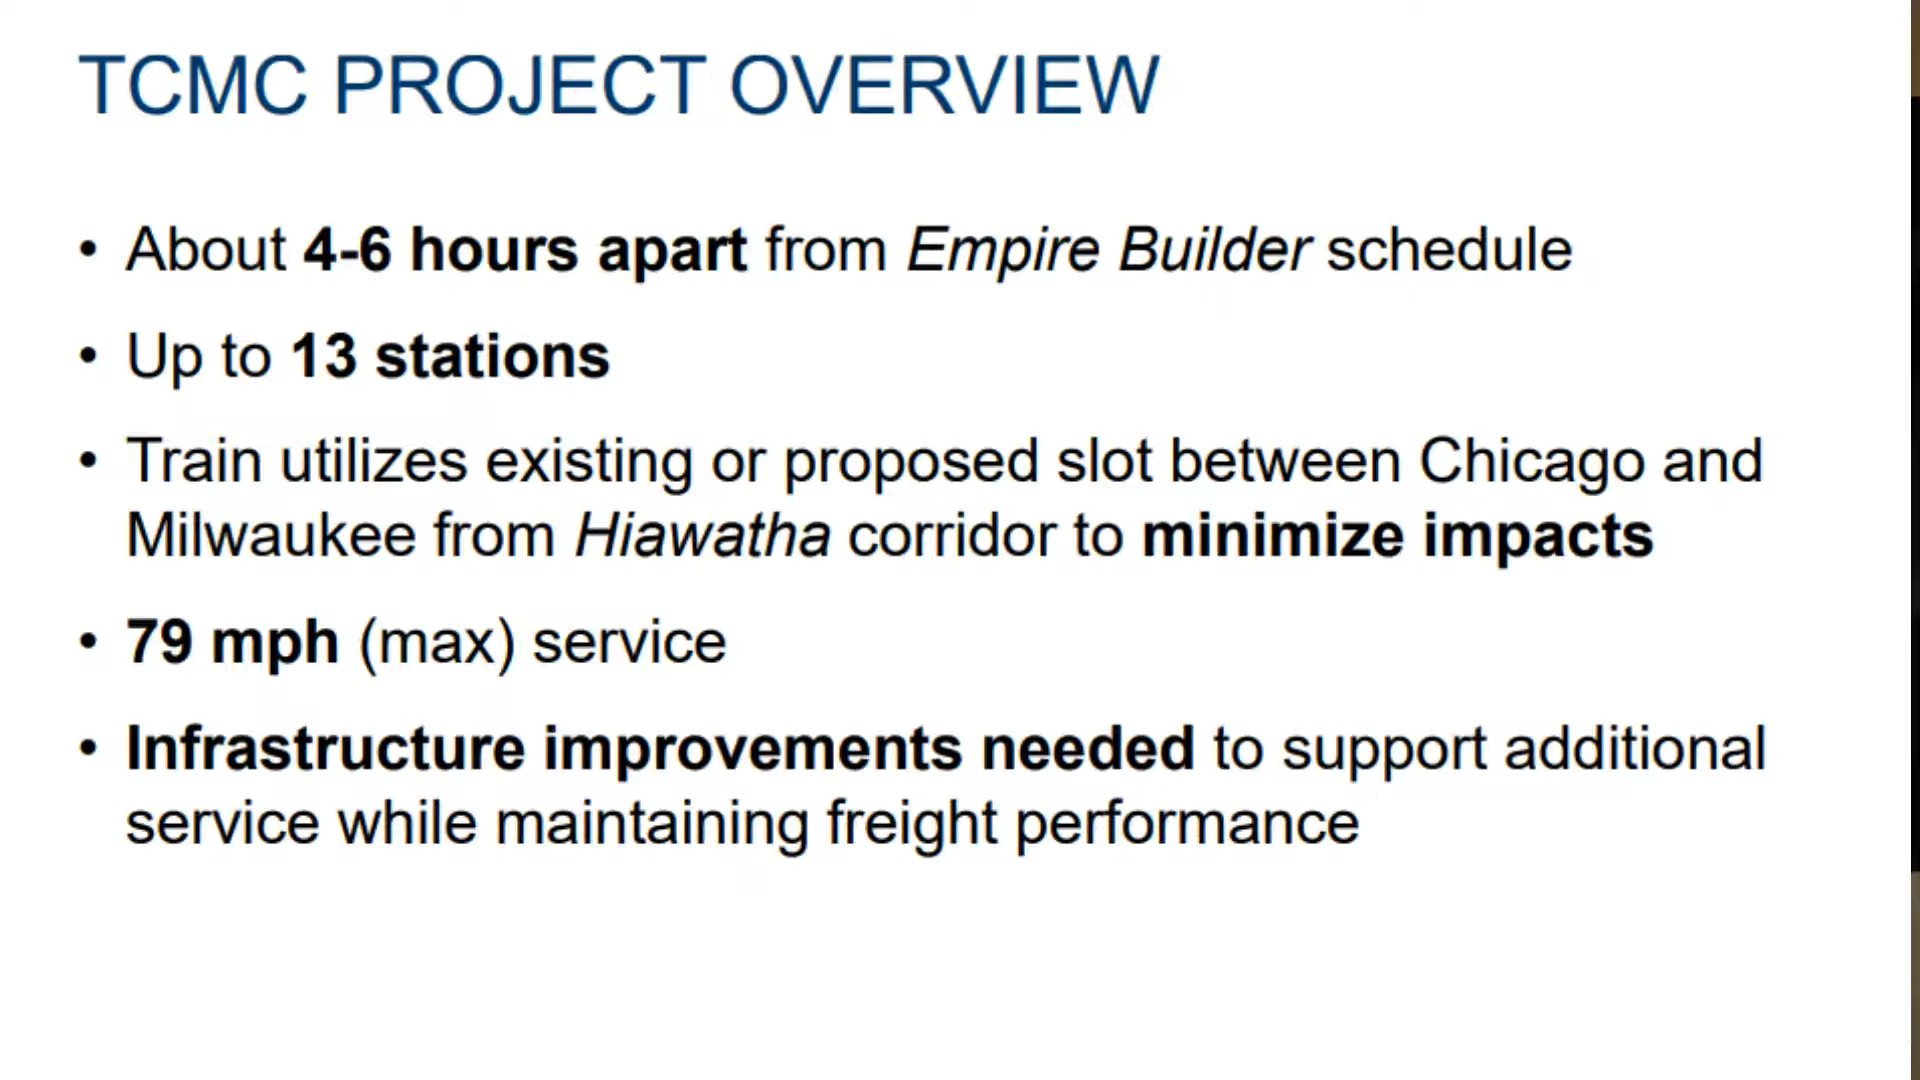 TCMC PROJECT OVERVIEW
• About 4-6 hours apart from Empire Builder schedule
• Up to 13 stations
• Train utilizes existing or proposed slot between Chicago and
Milwaukee from Hiawatha corridor to minimize impacts
• 79 mph (max) service
• Infrastructure improvements needed to support additional
service while maintaining freight performance